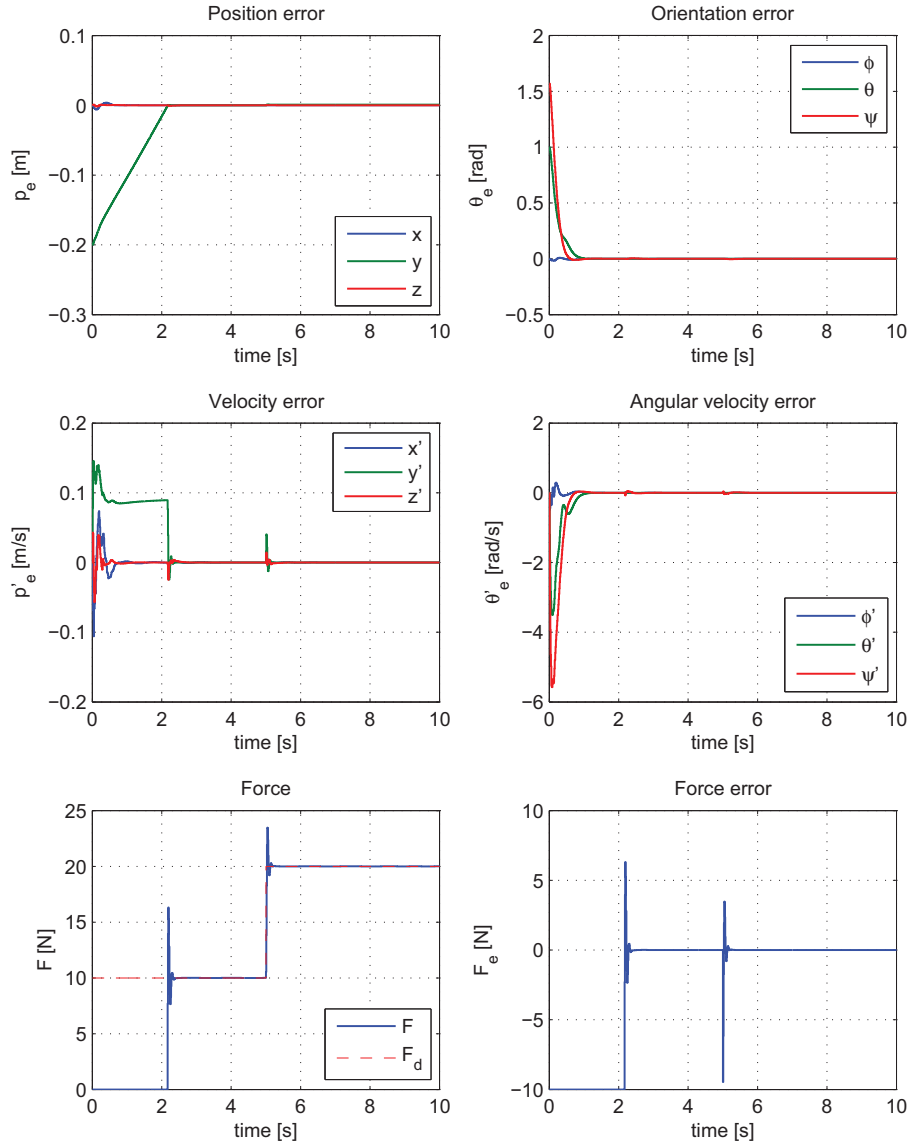 Position error
0.1
0
−0.1
−0.2
−0.3
p_e [m]
x
y
z
0 2 4 6 8 10
time [s]
Orientation error
2
1.5
1
0.5
0
−0.5
θ_e [rad]
ϕ
θ
ψ
0 2 4 6 8 10
time [s]
Velocity error
0.2
0.1
0
−0.1
−0.2
p'_e [m/s]
x'
y'
z'
0 2 4 6 8 10
time [s]
Angular velocity error
2
0
−2
−4
−6
θ'_e [rad/s]
ϕ'
θ'
ψ'
0 2 4 6 8 10
time [s]
Force
25
20
15
10
5
0
F [N]
F
F_d
0 2 4 6 8 10
time [s]
Force error
10
5
0
−5
−10
F_e [N]
0 2 4 6 8 10
time [s]